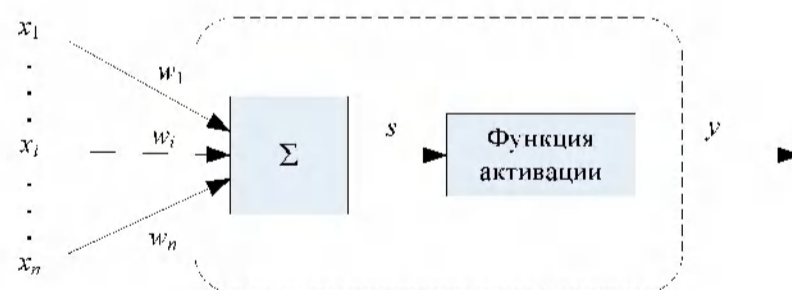 x₁
w₁
xᵢ
wᵢ
Σ
s
Функция
активации
y
wₙ
xₙ